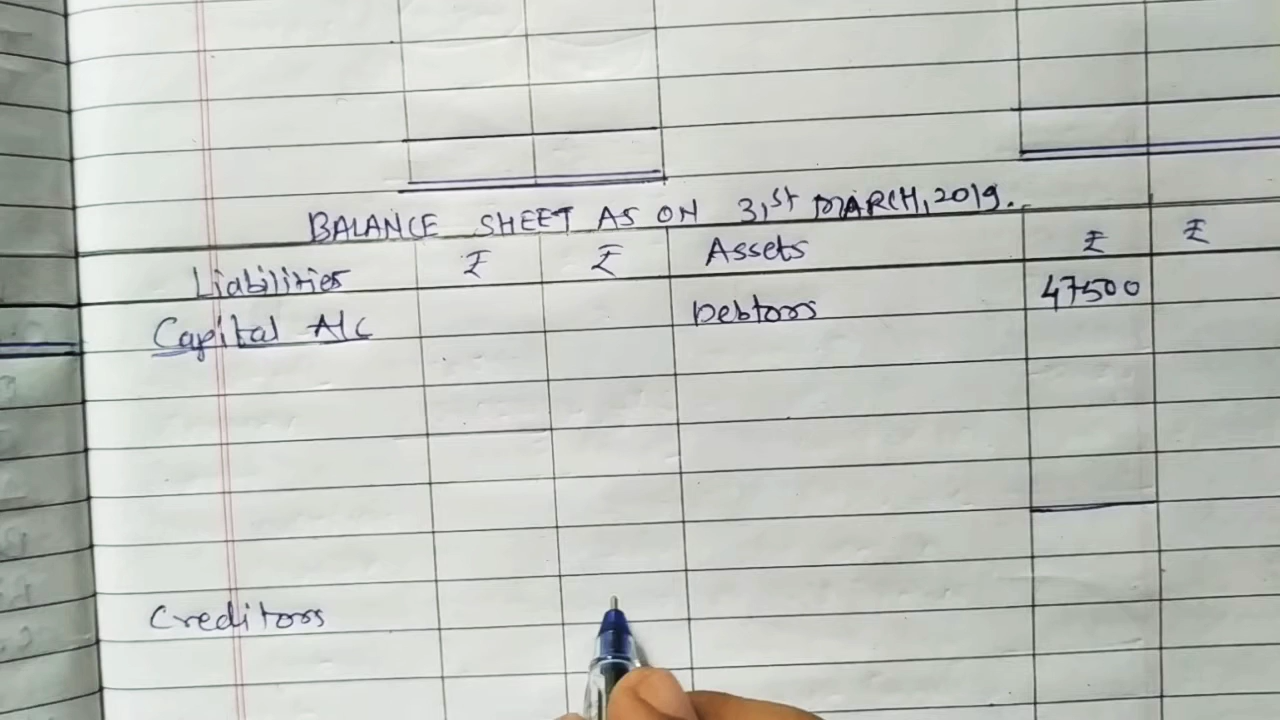 BALANCE SHEET AS ON 31st MARCH, 2019.
Liabilities ₹ ₹ Assets ₹ ₹
Capital A/c Debtors 47500
Creditors